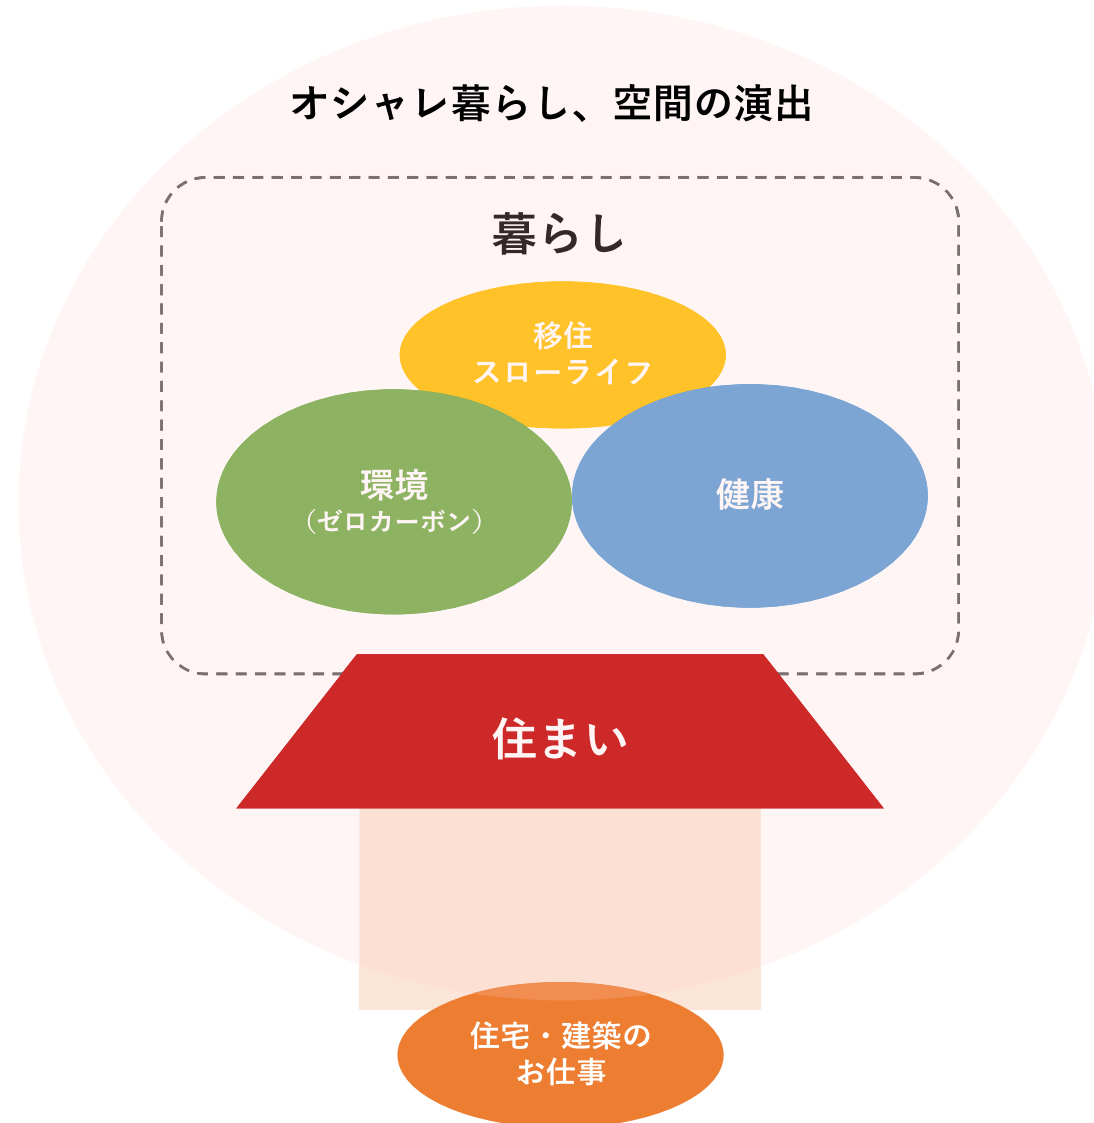 オシャレ暮らし、空間の演出
暮らし
移住
スローライフ
環境
（ゼロカーボン）
健康
住まい
住宅・建築の
お仕事